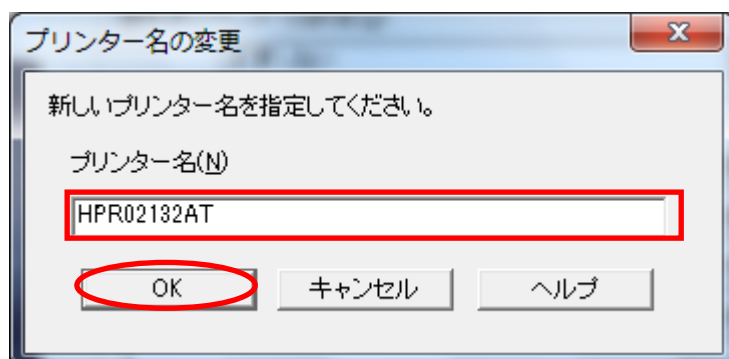 プリンター名の変更
新しいプリンター名を指定してください。
プリンター名(N)
HPR02132AT
OK キャンセル ヘルプ